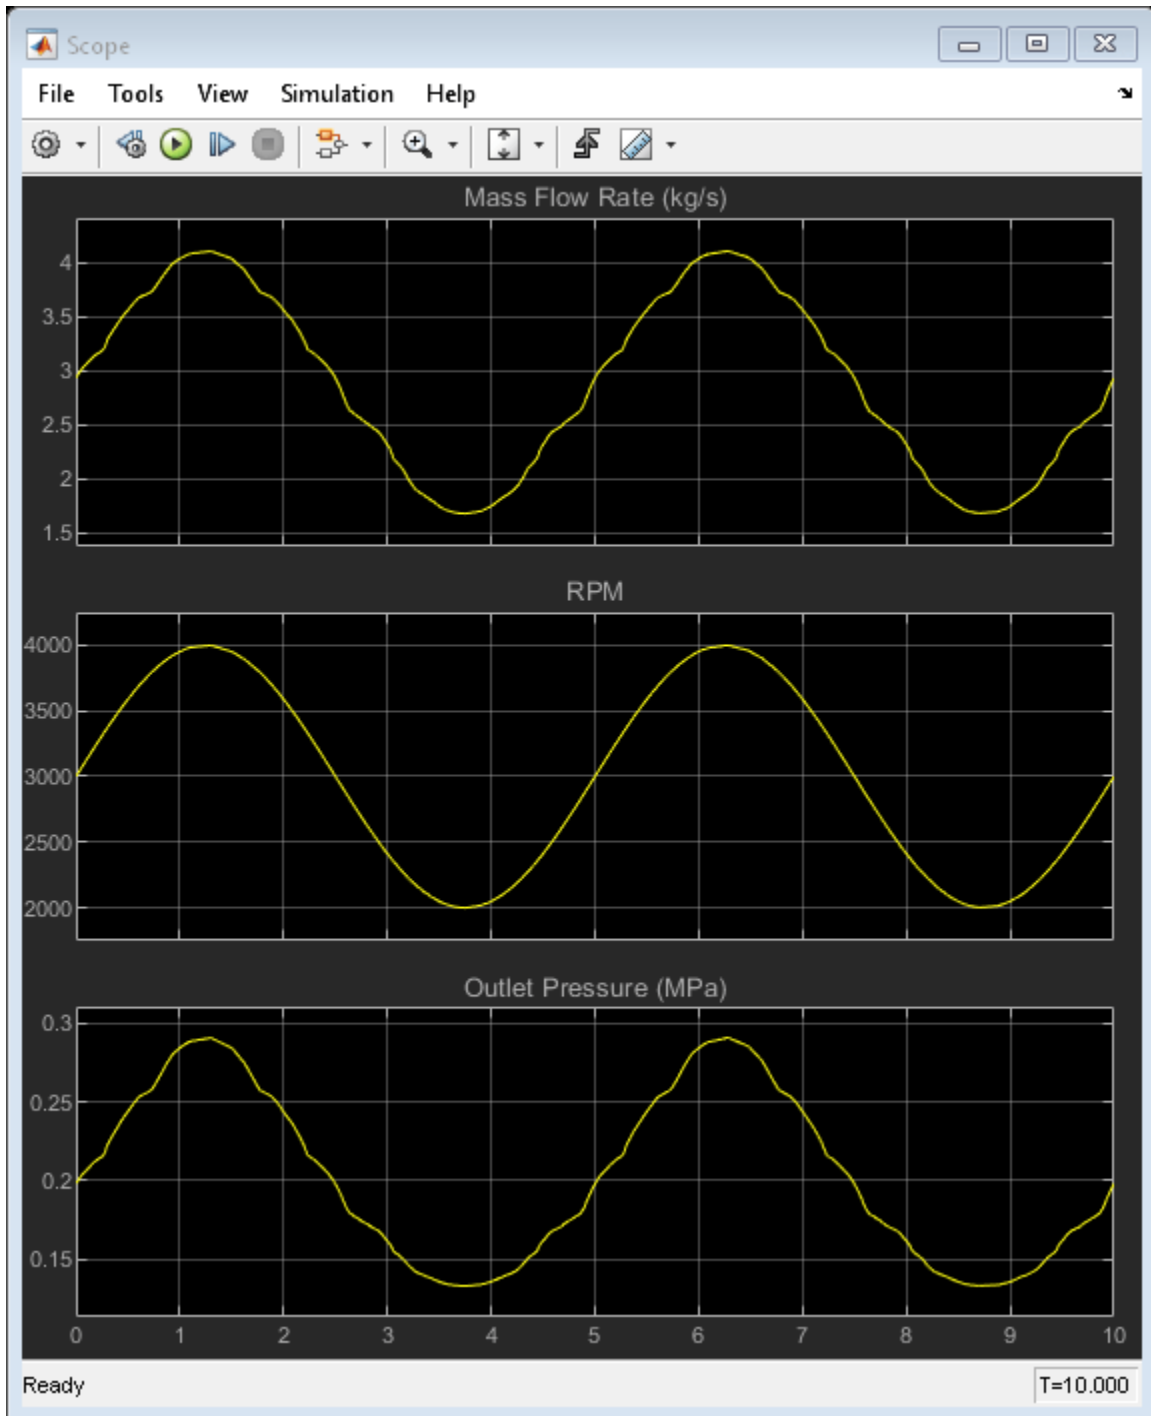 Scope
File Tools View Simulation Help
Mass Flow Rate (kg/s)
4
3.5
3
2.5
2
1.5
RPM
4000
3500
3000
2500
2000
Outlet Pressure (MPa)
0.3
0.25
0.2
0.15
0 1 2 3 4 5 6 7 8 9 10
Ready T=10.000